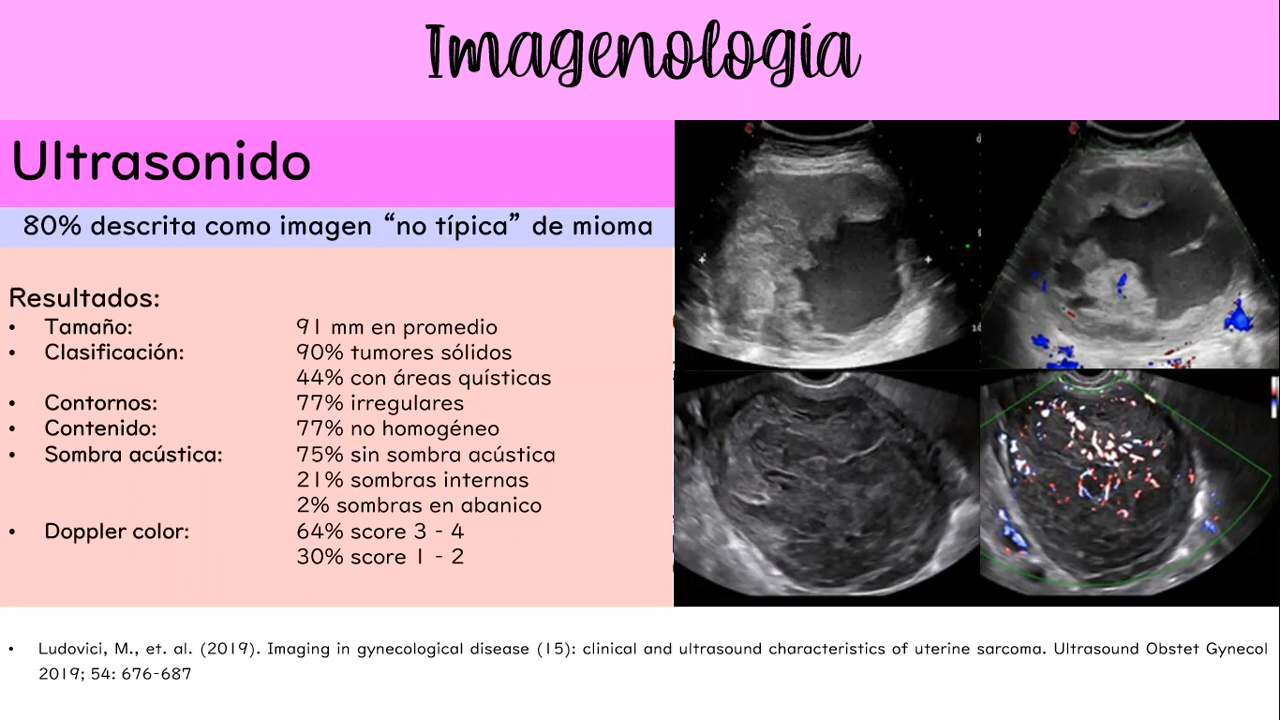 Imagenología
Ultrasonido
80% descrita como imagen “no típica” de mioma
Resultados:
• Tamaño: 91 mm en promedio
• Clasificación: 90% tumores sólidos
44% con áreas quísticas
• Contornos: 77% irregulares
• Contenido: 77% no homogéneo
• Sombra acústica: 75% sin sombra acústica
21% sombras internas
2% sombras en abanico
• Doppler color: 64% score 3 - 4
30% score 1 - 2
• Ludovici, M., et. al. (2019). Imaging in gynecological disease (15): clinical and ultrasound characteristics of uterine sarcoma. Ultrasound Obstet Gynecol
2019; 54: 676-687